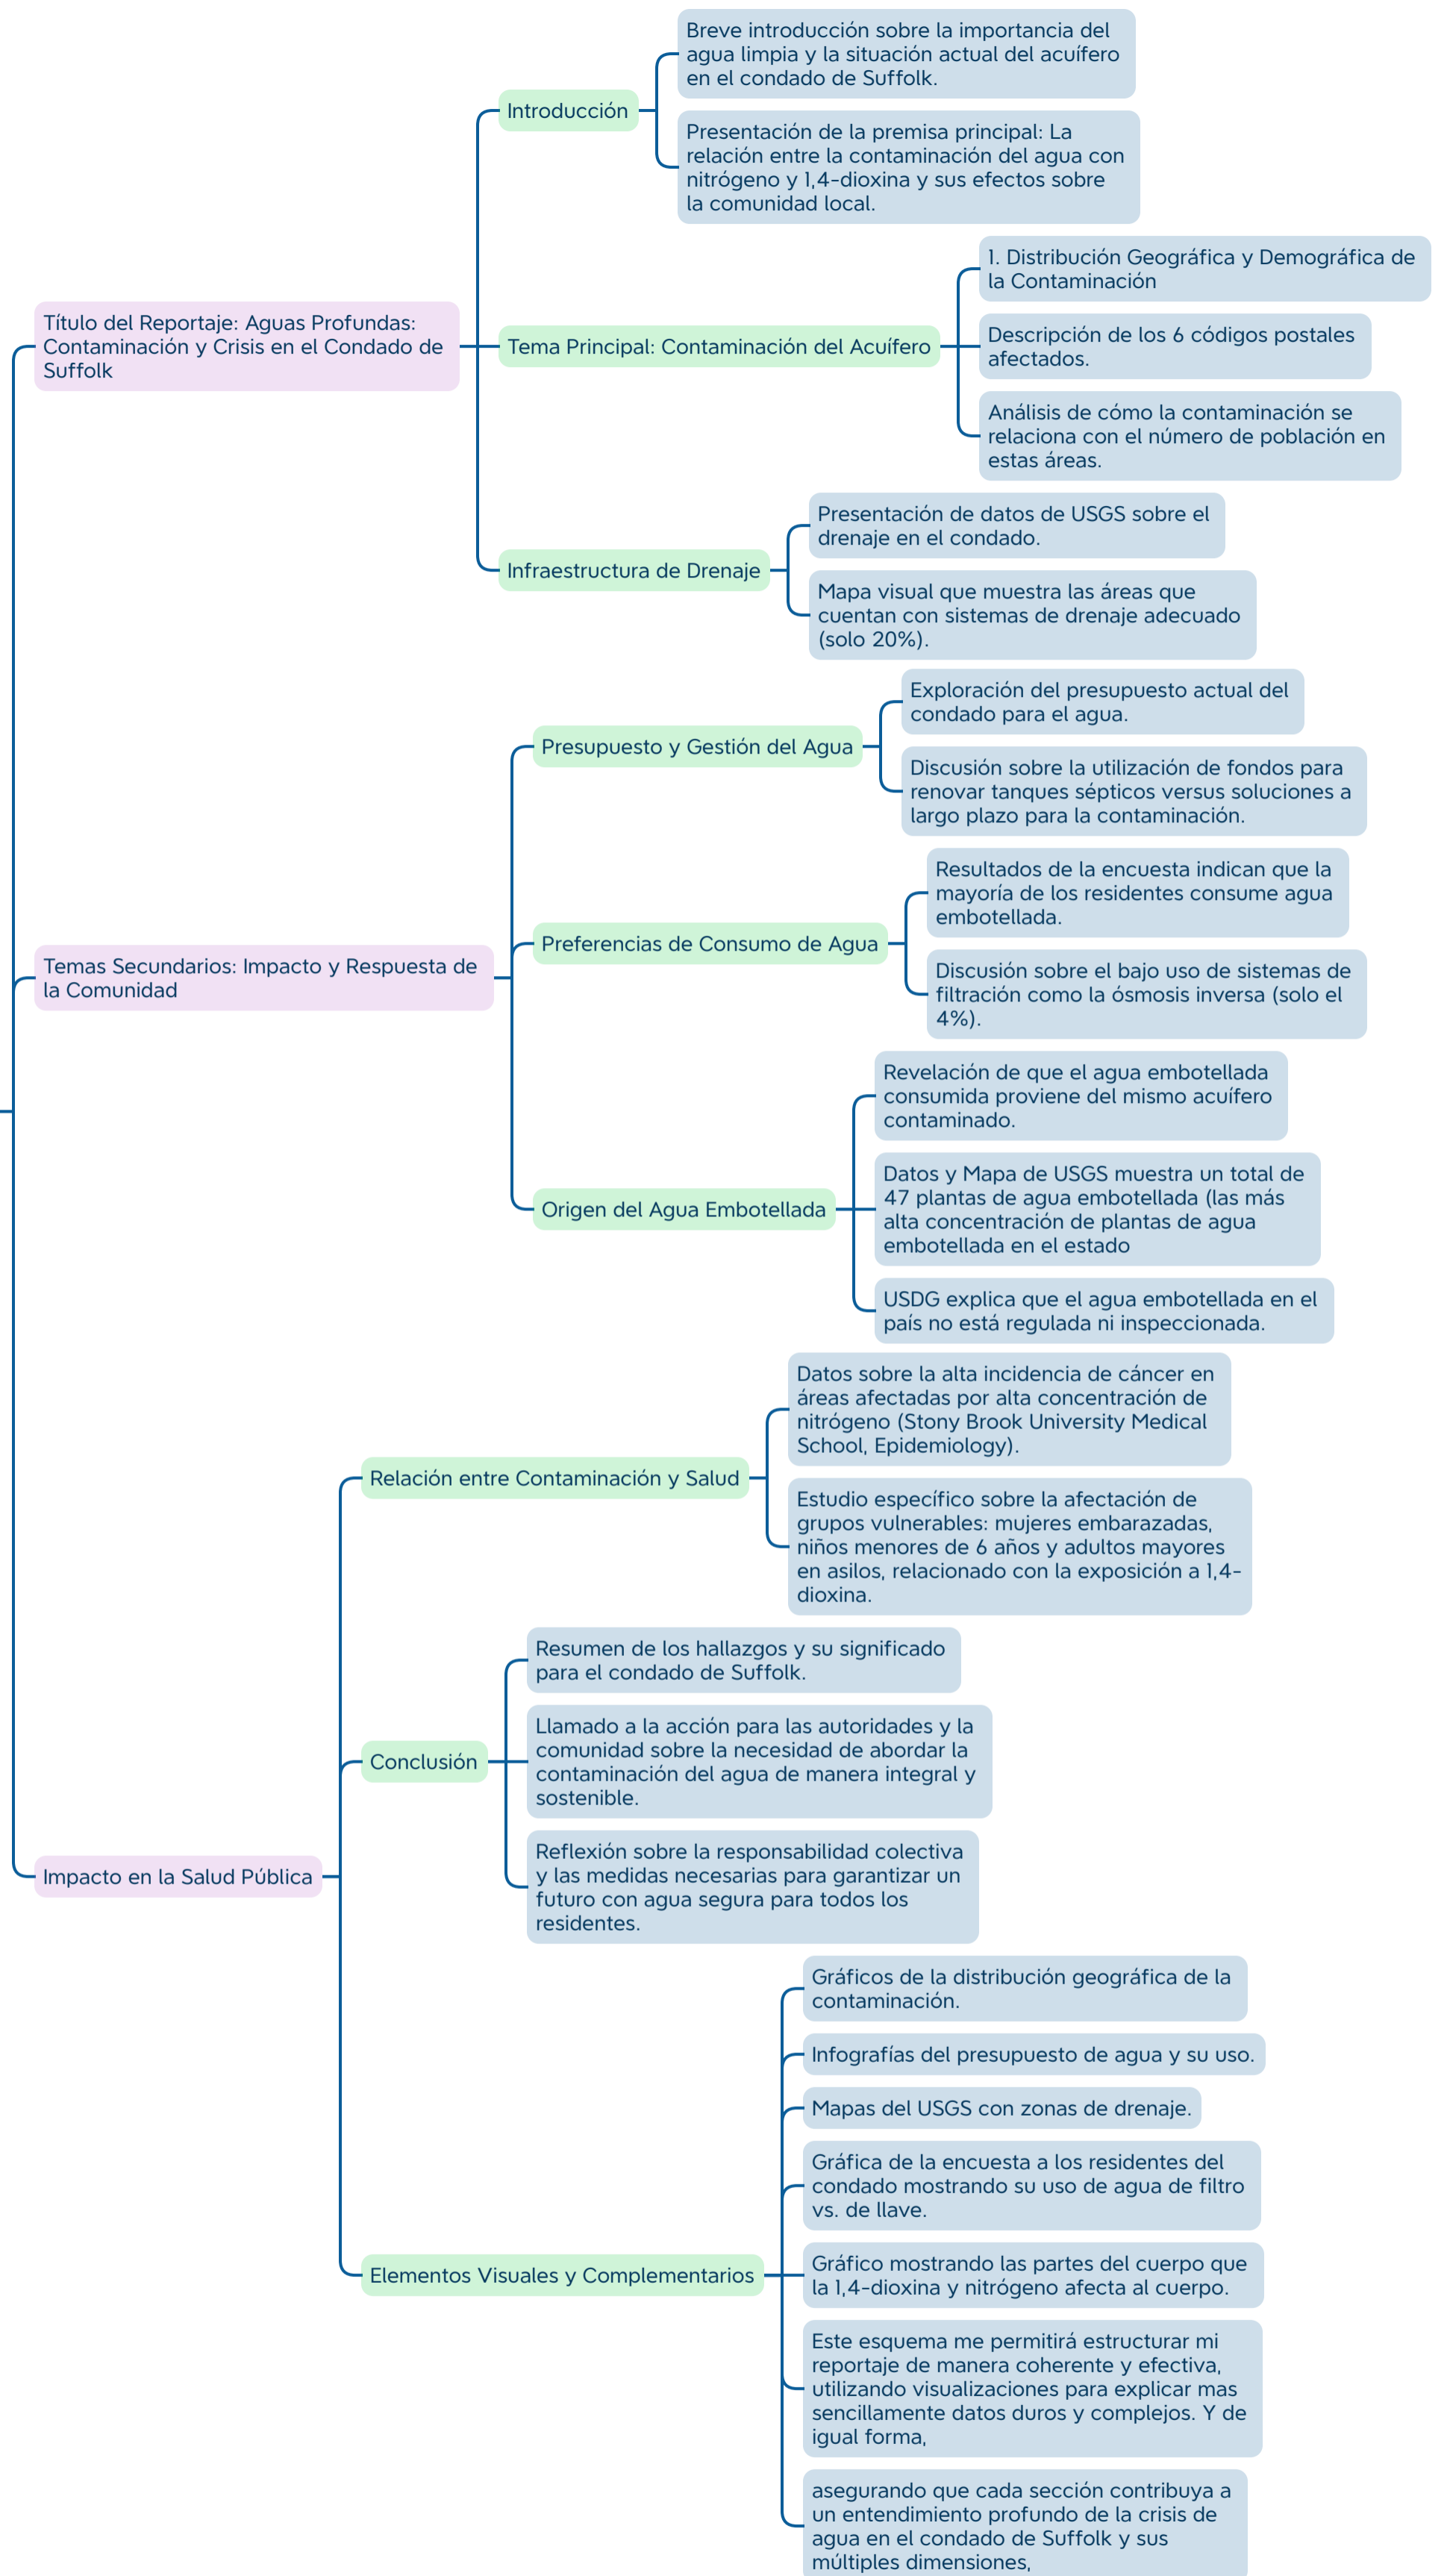 Breve introducción sobre la importancia del
agua limpia y la situación actual del acuífero
en el condado de Suffolk.
Introducción
Presentación de la premisa principal: La
relación entre la contaminación del agua con
nitrógeno y 1,4-dioxina y sus efectos sobre
la comunidad local.
Título del Reportaje: Aguas Profundas:
Contaminación y Crisis en el Condado de
Suffolk
Tema Principal: Contaminación del Acuífero
1. Distribución Geográfica y Demográfica de
la Contaminación
Descripción de los 6 códigos postales
afectados.
Análisis de cómo la contaminación se
relaciona con el número de población en
estas áreas.
Infraestructura de Drenaje
Presentación de datos de USGS sobre el
drenaje en el condado.
Mapa visual que muestra las áreas que
cuentan con sistemas de drenaje adecuado
(solo 20%).
Temas Secundarios: Impacto y Respuesta de
la Comunidad
Presupuesto y Gestión del Agua
Exploración del presupuesto actual del
condado para el agua.
Discusión sobre la utilización de fondos para
renovar tanques sépticos versus soluciones a
largo plazo para la contaminación.
Preferencias de Consumo de Agua
Resultados de la encuesta indican que la
mayoría de los residentes consume agua
embotellada.
Discusión sobre el bajo uso de sistemas de
filtración como la ósmosis inversa (solo el
4%).
Origen del Agua Embotellada
Revelación de que el agua embotellada
consumida proviene del mismo acuífero
contaminado.
Datos y Mapa de USGS muestra un total de
47 plantas de agua embotellada (las más
alta concentración de plantas de agua
embotellada en el estado
USDG explica que el agua embotellada en el
país no está regulada ni inspeccionada.
Impacto en la Salud Pública
Relación entre Contaminación y Salud
Datos sobre la alta incidencia de cáncer en
áreas afectadas por alta concentración de
nitrógeno (Stony Brook University Medical
School, Epidemiology).
Estudio específico sobre la afectación de
grupos vulnerables: mujeres embarazadas,
niños menores de 6 años y adultos mayores
en asilos, relacionado con la exposición a 1,4-
dioxina.
Conclusión
Resumen de los hallazgos y su significado
para el condado de Suffolk.
Llamado a la acción para las autoridades y la
comunidad sobre la necesidad de abordar la
contaminación del agua de manera integral y
sostenible.
Reflexión sobre la responsabilidad colectiva
y las medidas necesarias para garantizar un
futuro con agua segura para todos los
residentes.
Elementos Visuales y Complementarios
Gráficos de la distribución geográfica de la
contaminación.
Infografías del presupuesto de agua y su uso.
Mapas del USGS con zonas de drenaje.
Gráfica de la encuesta a los residentes del
condado mostrando su uso de agua de filtro
vs. de llave.
Gráfico mostrando las partes del cuerpo que
la 1,4-dioxina y nitrógeno afecta al cuerpo.
Este esquema me permitirá estructurar mi
reportaje de manera coherente y efectiva,
utilizando visualizaciones para explicar mas
sencillamente datos duros y complejos. Y de
igual forma,
asegurando que cada sección contribuya a
un entendimiento profundo de la crisis de
agua en el condado de Suffolk y sus
múltiples dimensiones,